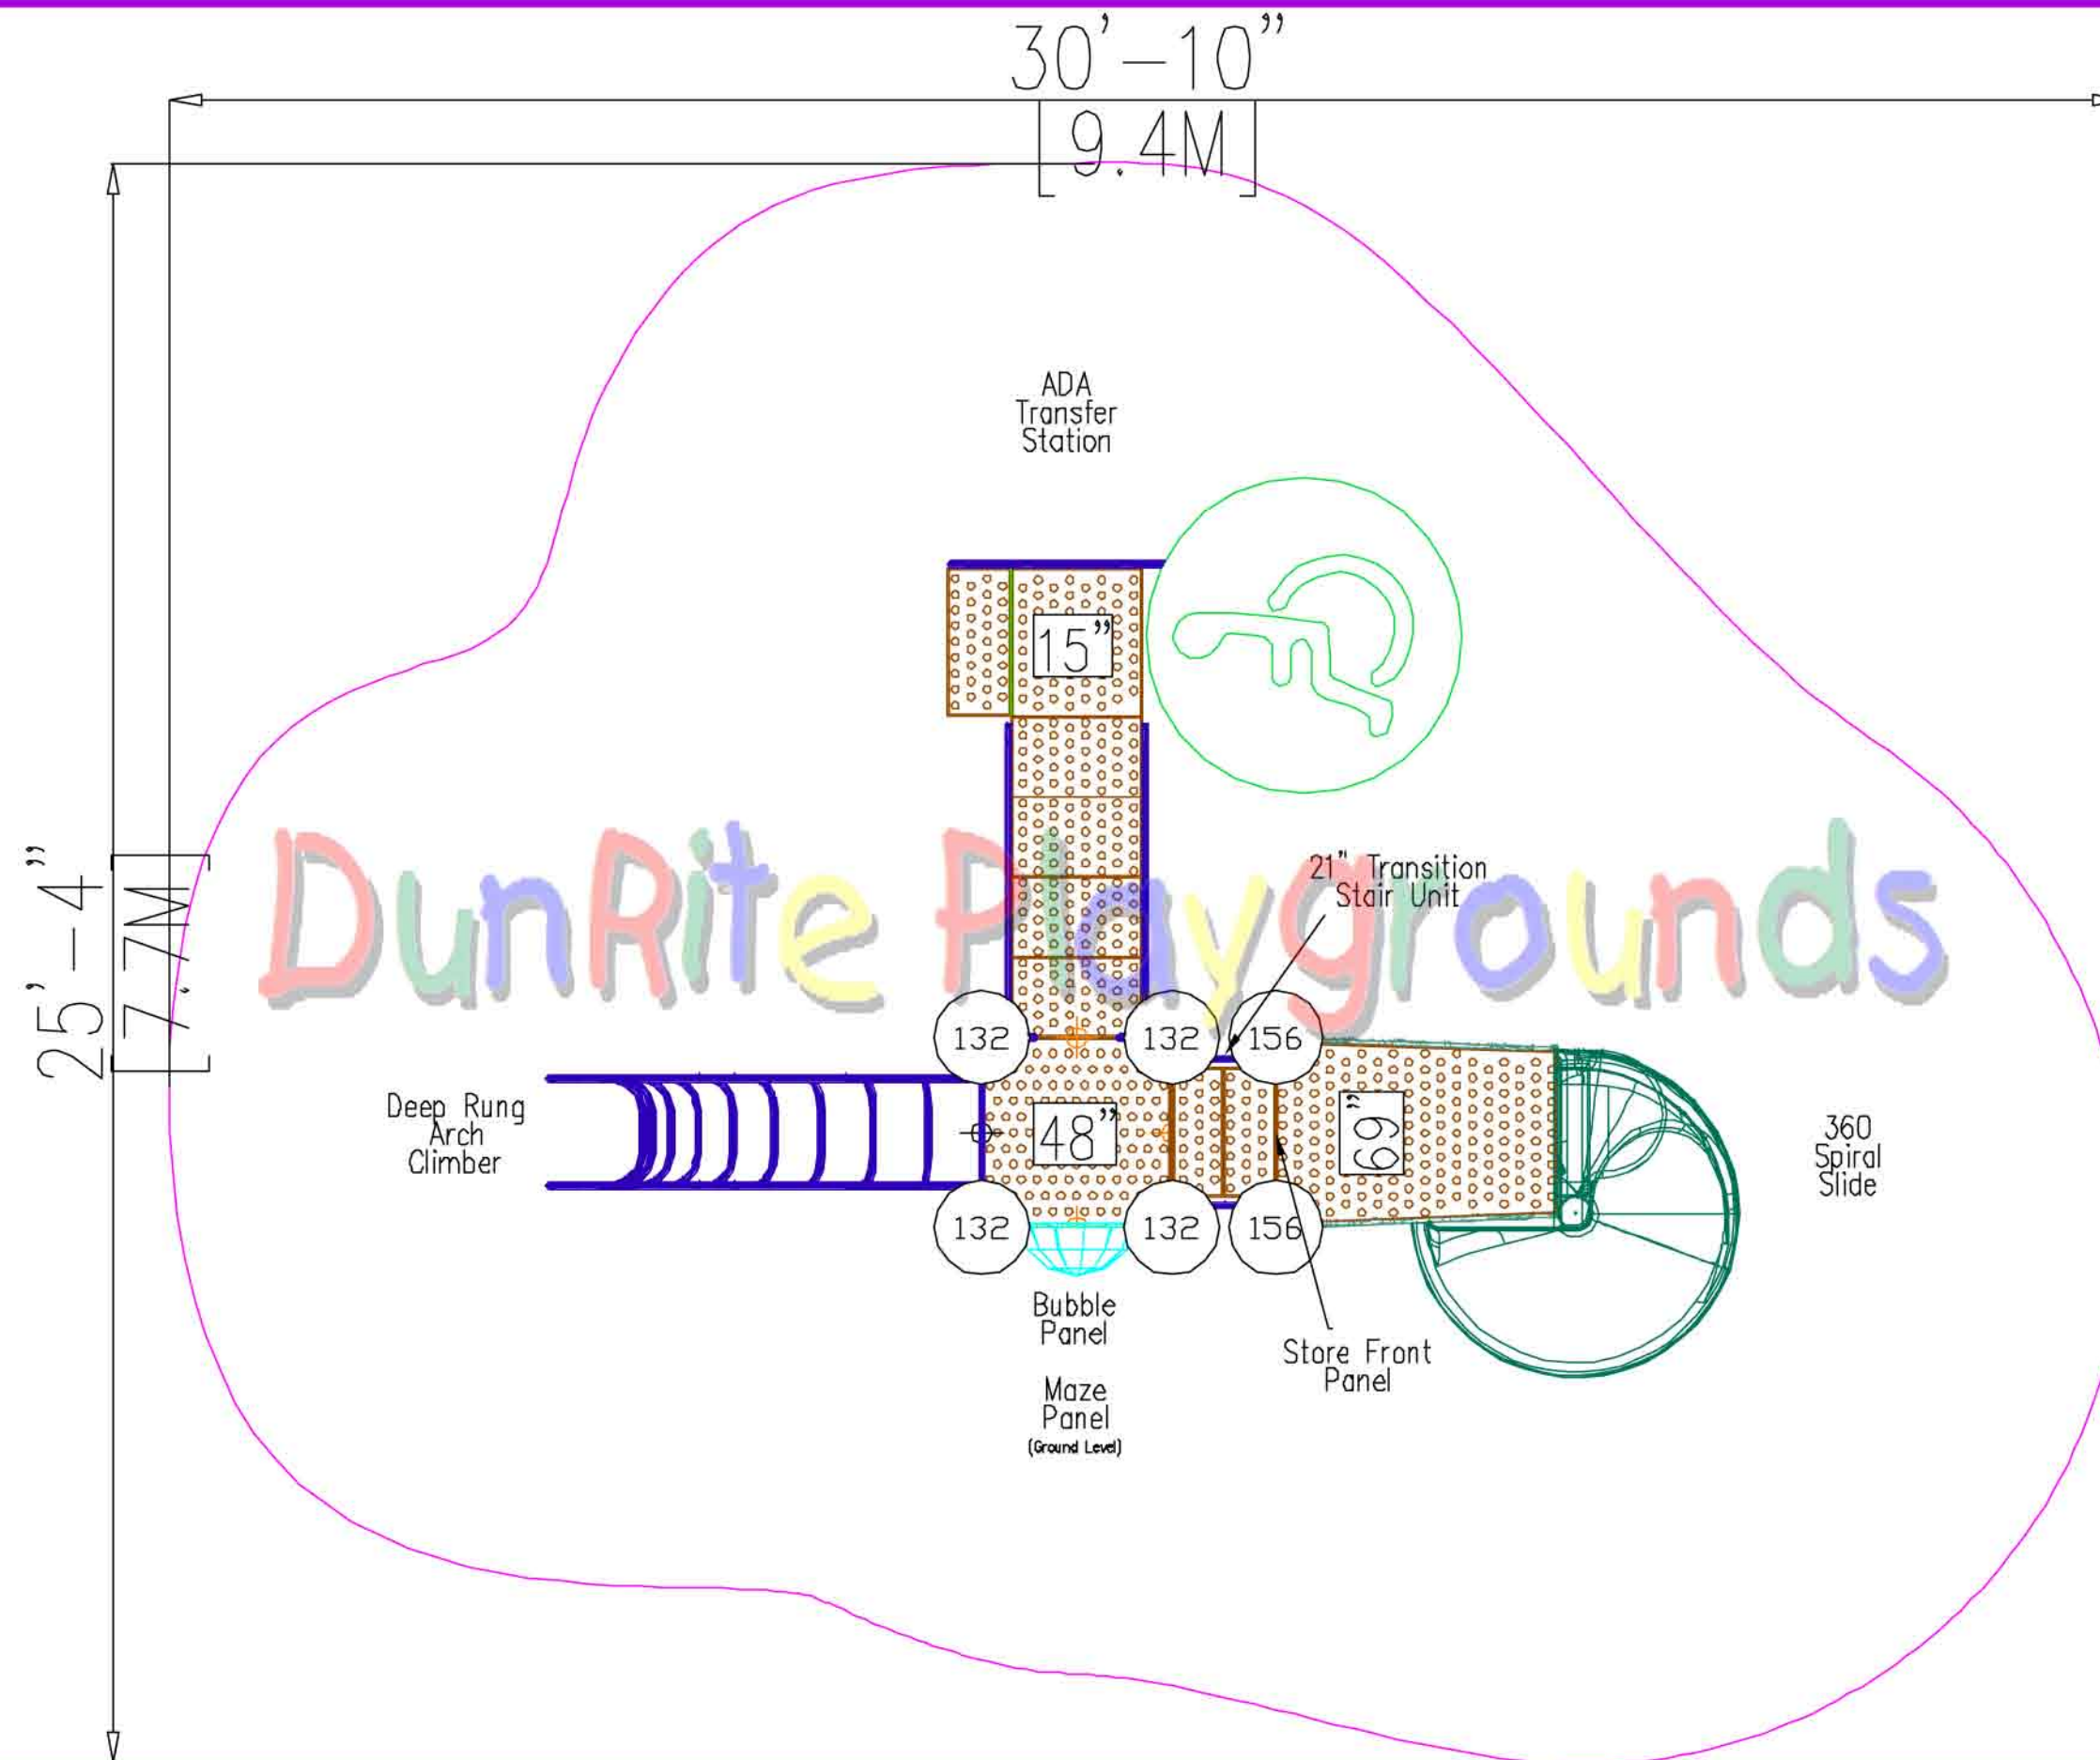 30'-10"
[9.4M]
25'-4"
[7.7M]
ADA
Transfer
Station
15"
DunRite Playgrounds
21" Transition
Stair Unit
132
132
156
Deep Rung
Arch
Climber
48"
69"
360
Spiral
Slide
132
132
156
Bubble
Panel
Store Front
Panel
Maze
Panel
(Ground Level)